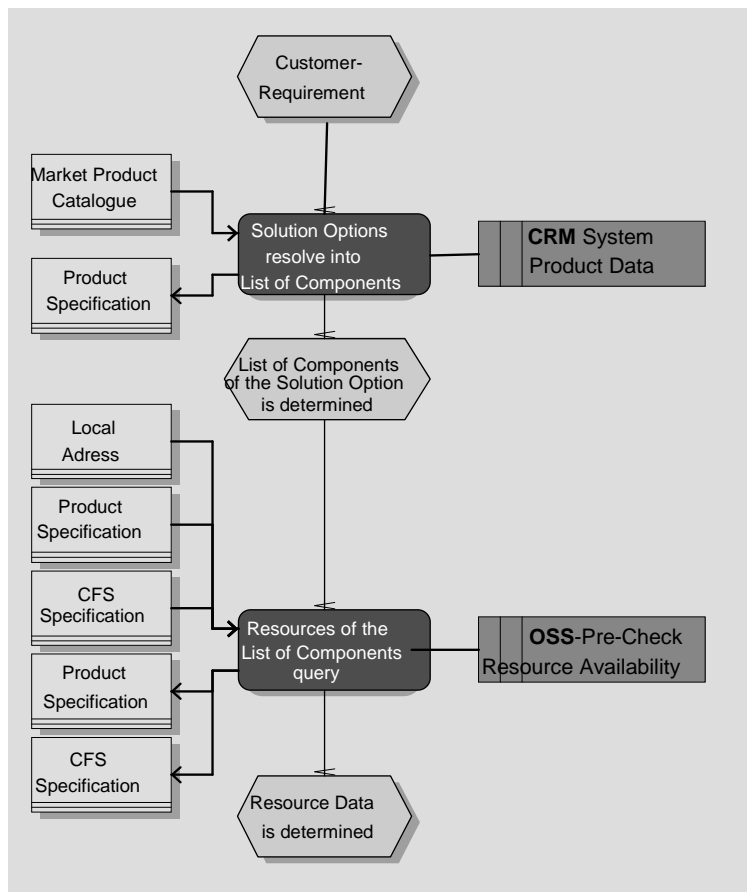 Customer-
Requirement
Market Product
Catalogue
Solution Options
resolve into
List of Components
CRM System
Product Data
Product
Specification
List of Components
of the Solution Option
is determined
Local
Adress
Product
Specification
CFS
Specification
Resources of the
List of Components
query
OSS-Pre-Check
Resource Availability
Product
Specification
CFS
Specification
Resource Data
is determined